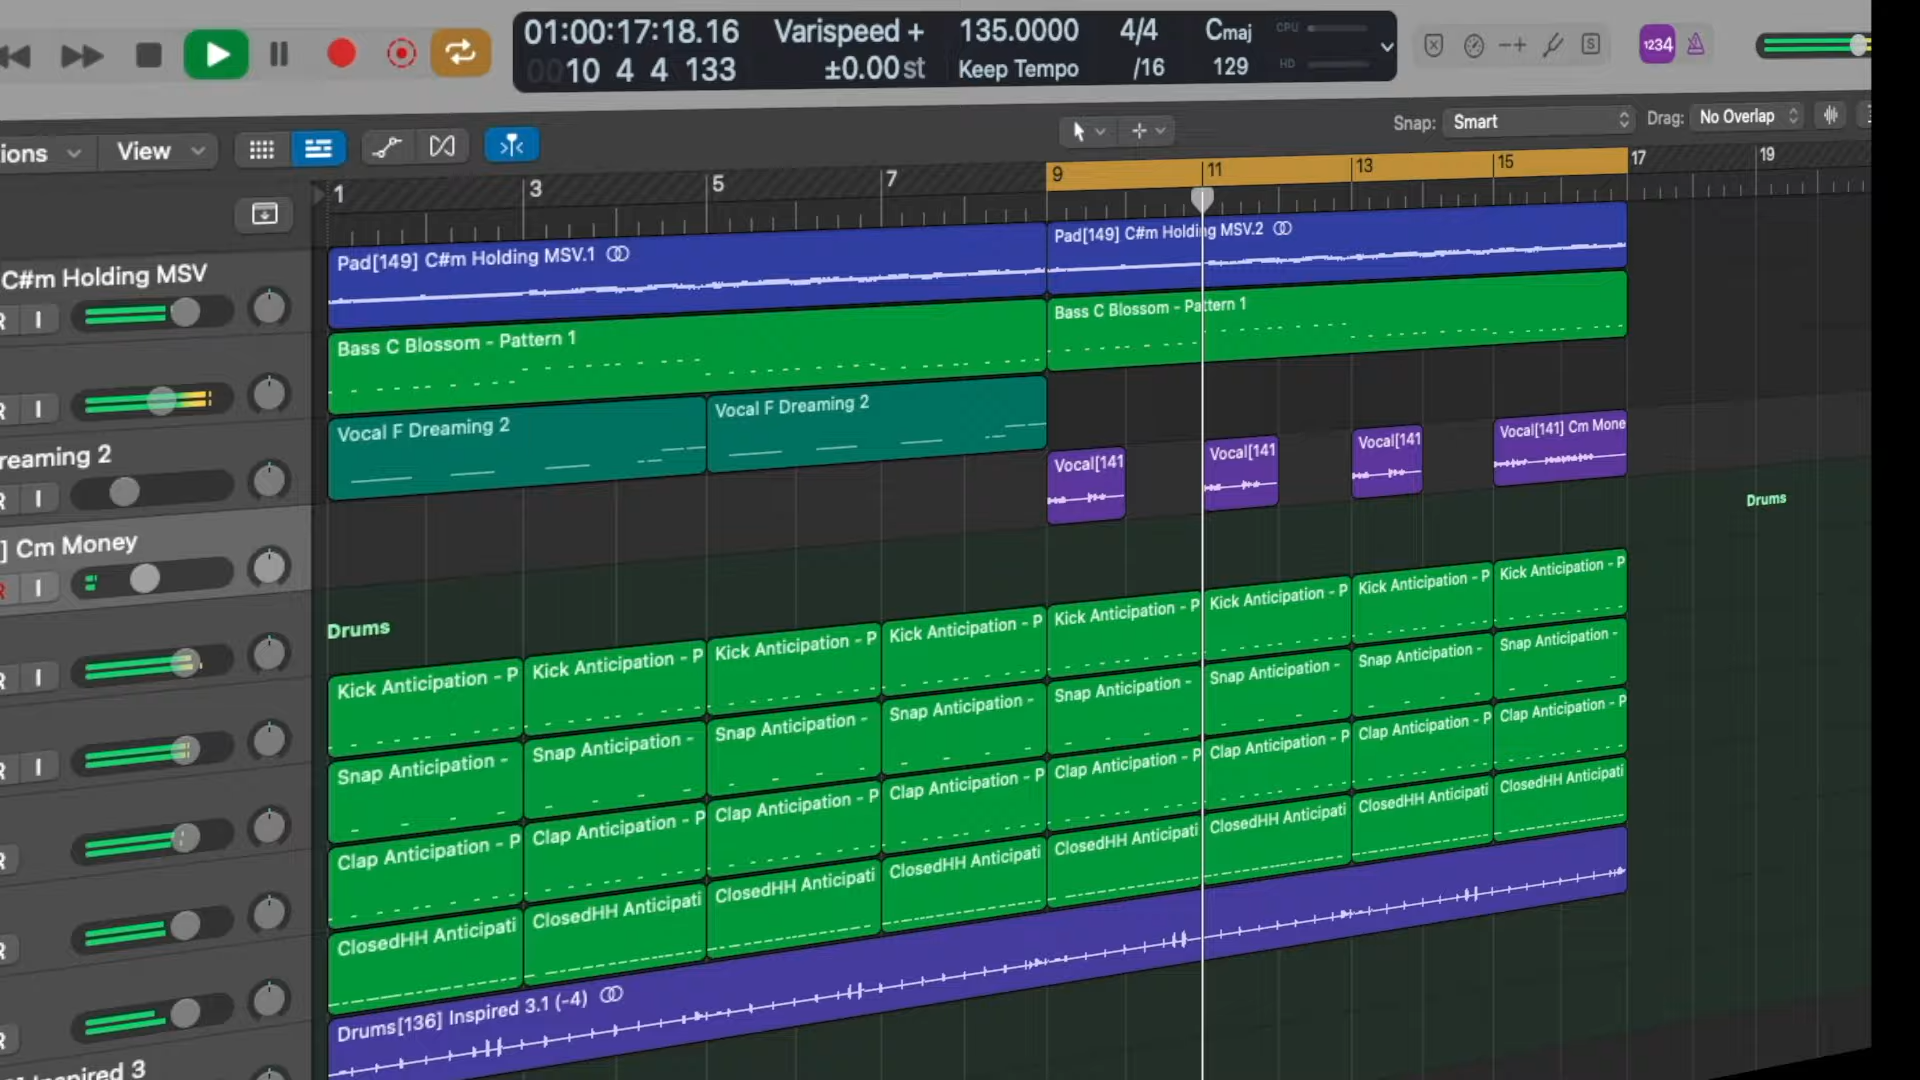 01:00:17:18.16 Varispeed + 135.0000 4/4 Cmaj CPU
0010 4 4 133 ±0.00 st Keep Tempo /16 129 HD
1234
S
ions View Snap: Smart Drag: No Overlap
1 3 5 7 9 11 13 15 17 19
C#m Holding MSV
Pad[149] C#m Holding MSV.1
Pad[149] C#m Holding MSV.2
R I
Bass C Blossom - Pattern 1
Bass C Blossom - Pattern 1
R I
reaming 2
Vocal F Dreaming 2
Vocal F Dreaming 2
R I
] Cm Money
Vocal[141
Vocal[141
Vocal[141
Vocal[141] Cm Mone
R I
Drums
Drums
Kick Anticipation - P
Kick Anticipation - P
Kick Anticipation - P
Kick Anticipation - P
Kick Anticipation - P
Kick Anticipation - P
Kick Anticipation - P
Kick Anticipation - P
R I
Snap Anticipation -
Snap Anticipation -
Snap Anticipation -
Snap Anticipation -
Snap Anticipation -
Snap Anticipation -
Snap Anticipation -
Snap Anticipation -
R I
Clap Anticipation - P
Clap Anticipation - P
Clap Anticipation - P
Clap Anticipation - P
Clap Anticipation - P
Clap Anticipation - P
Clap Anticipation - P
Clap Anticipation - P
R
ClosedHH Anticipati
ClosedHH Anticipati
ClosedHH Anticipati
ClosedHH Anticipati
ClosedHH Anticipati
ClosedHH Anticipati
ClosedHH Anticipati
ClosedHH Anticipati
R
Drums[136] Inspired 3.1 (-4)
R
] Inspired 3